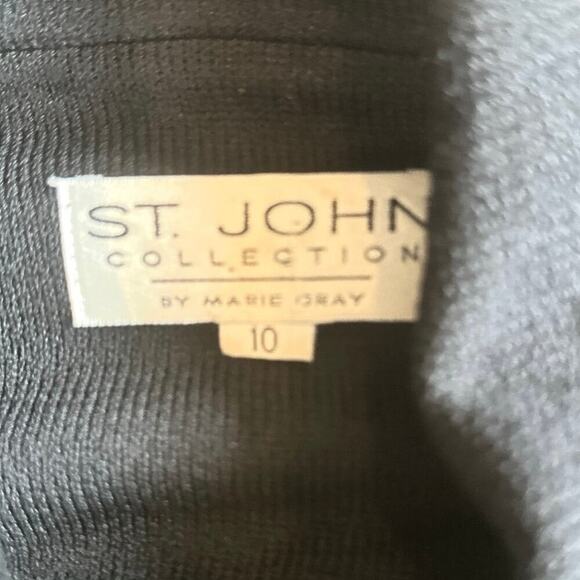 ST. JOHN
COLLECTION
BY MARIE GRAY
10